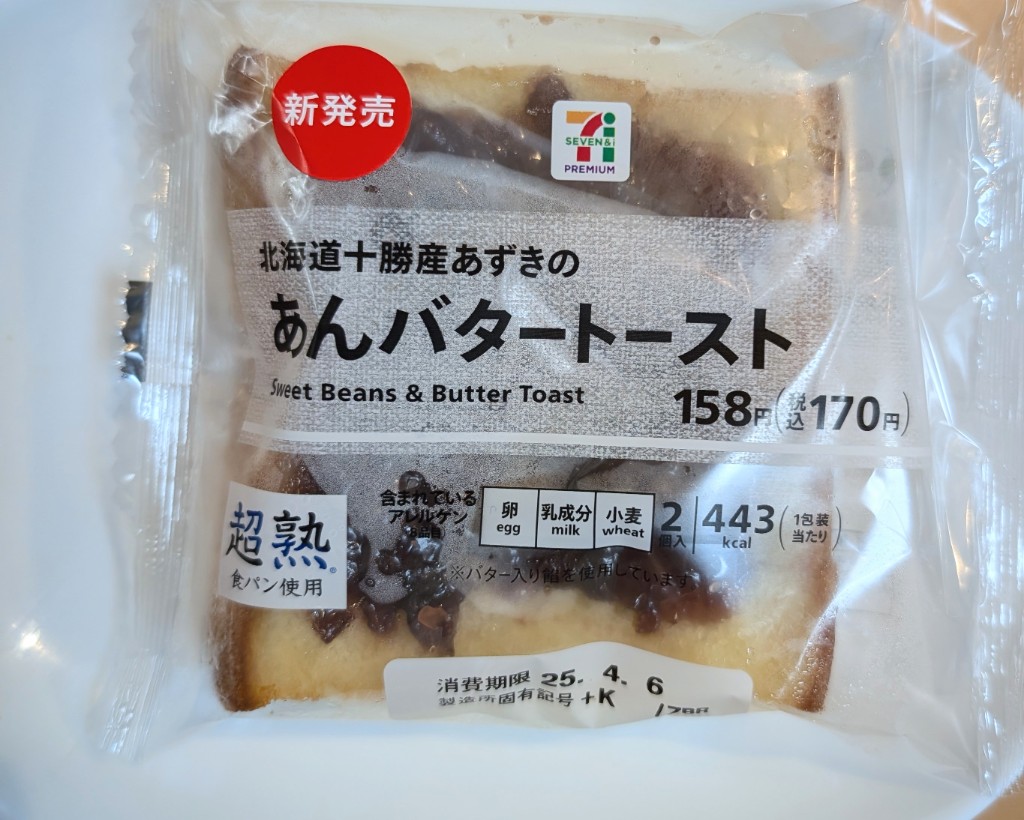 新発売
SEVEN&i
PREMIUM
北海道十勝産あずきの
あんバタートースト
Sweet Beans & Butter Toast
158円(税込170円)
超熟®
食パン使用
含まれている
アレルゲン
卵 乳成分 小麦
egg milk wheat
2個入
443kcal
(1包装当たり)
※バター入り餡を使用しています
消費期限 25. 4. 6
製造所固有記号 +K